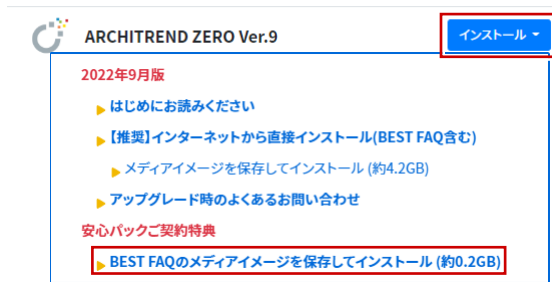 ARCHITREND ZERO Ver.9
インストール
2022年9月版
はじめにお読みください
【推奨】インターネットから直接インストール(BEST FAQ含む)
メディアイメージを保存してインストール (約4.2GB)
アップグレード時のよくあるお問い合わせ
安心パックご契約特典
BEST FAQのメディアイメージを保存してインストール (約0.2GB)